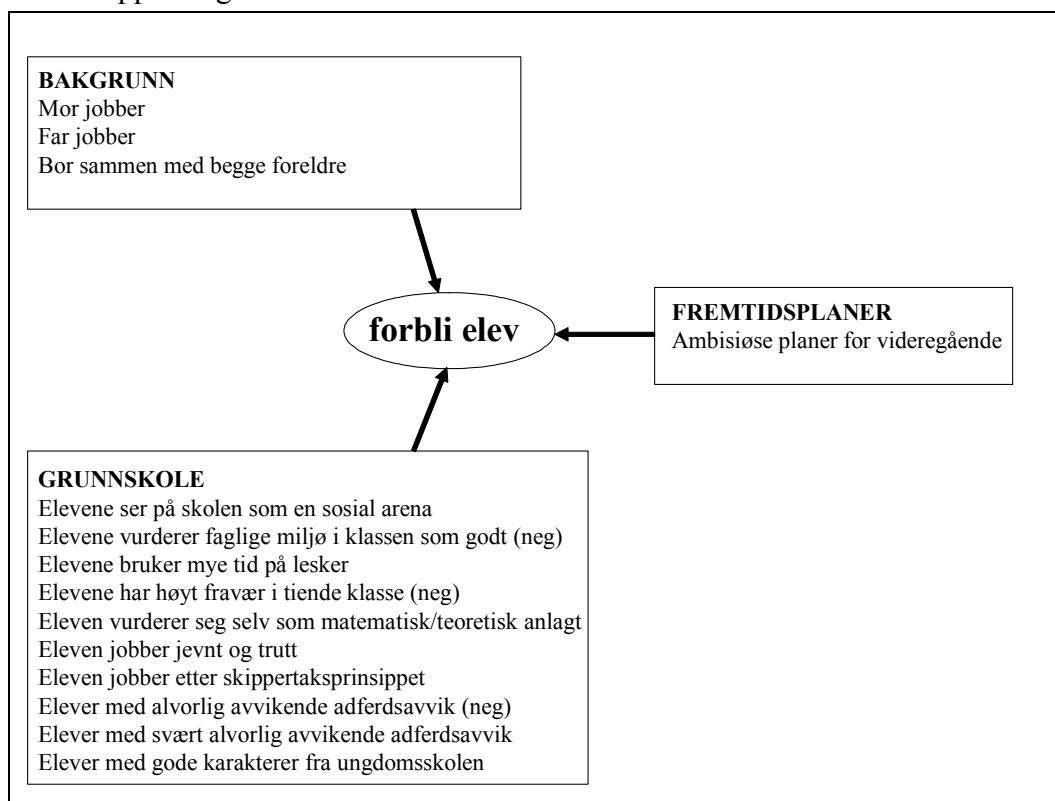 BAKGRUNN
Mor jobber
Far jobber
Bor sammen med begge foreldre
forbli elev
FREMTIDSPLANER
Ambisiøse planer for videregående
GRUNNSKOLE
Elevene ser på skolen som en sosial arena
Elevene vurderer faglige miljø i klassen som godt (neg)
Elevene bruker mye tid på lesker
Elevene har høyt fravær i tiende klasse (neg)
Eleven vurderer seg selv som matematisk/teoretisk anlagt
Eleven jobber jevnt og trutt
Eleven jobber etter skippertaksprinsippet
Elever med alvorlig avvikende adferdsavvik (neg)
Elever med svært alvorlig avvikende adferdsavvik
Elever med gode karakterer fra ungdomsskolen